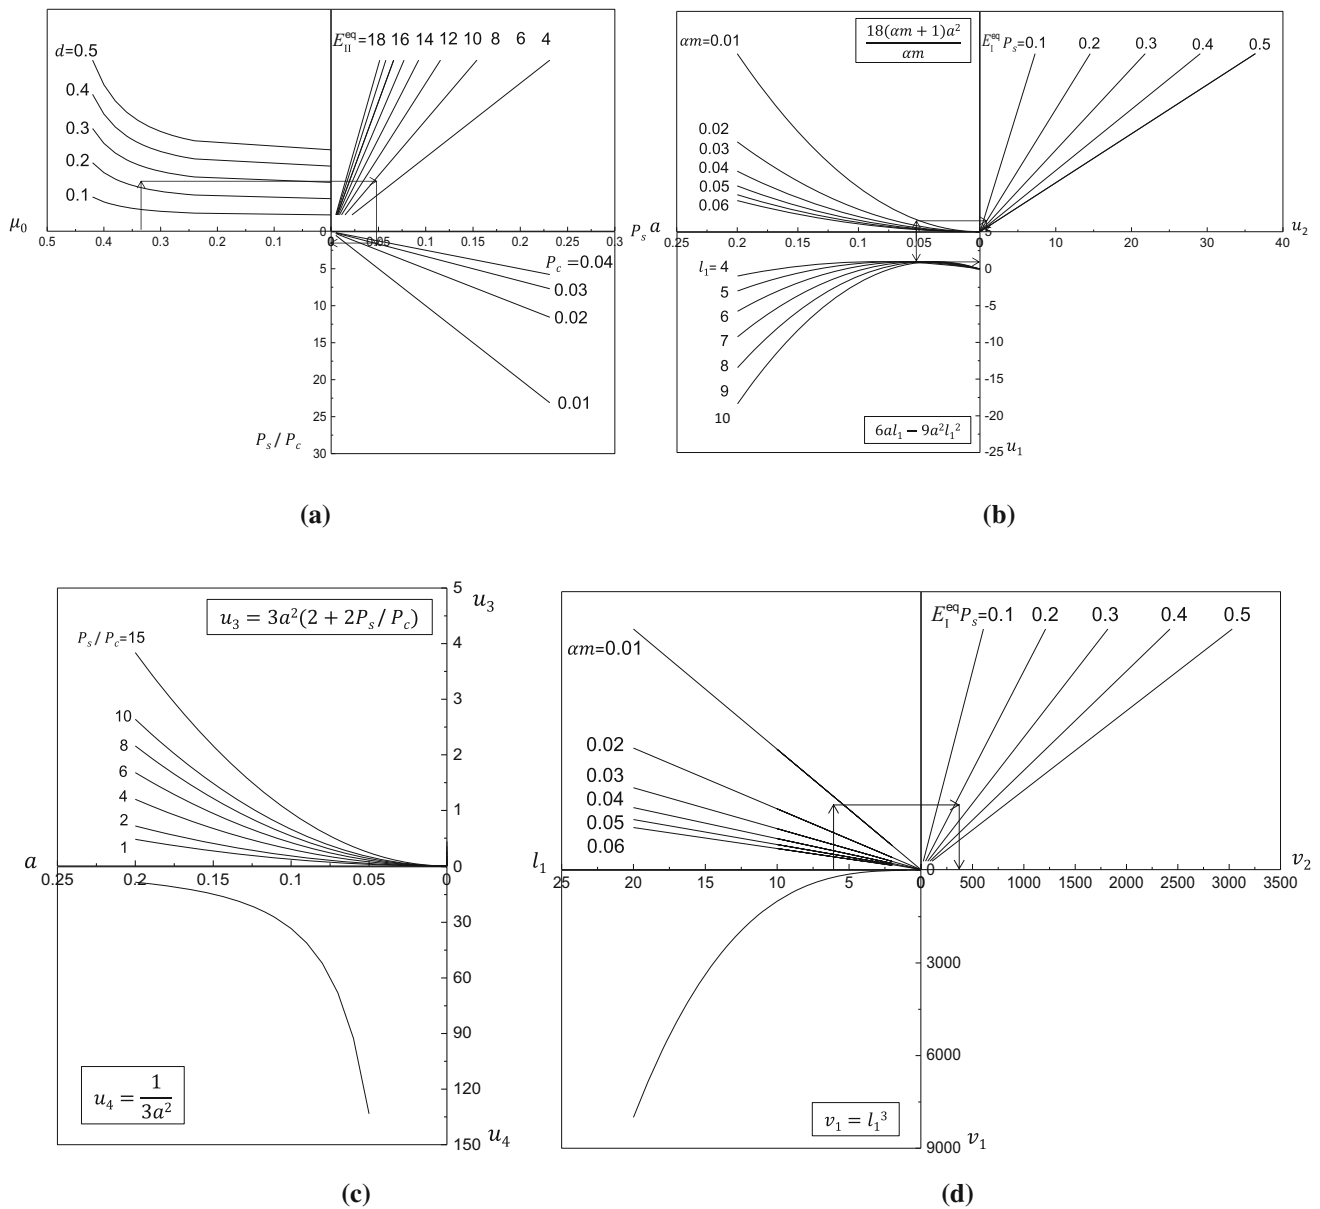 d=0.5
0.4
0.3
0.2
0.1
E_II^eq=18 16 14 12 10 8 6 4
μ₀
0.5 0.4 0.3 0.2 0.1 0 0.05 0.1 0.15 0.2 0.25 0.3
0
5
10
15
20
25
30
P_c =0.04
0.03
0.02
0.01
P_s / P_c
(a)
αm=0.01
18(αm + 1)a²
αm
E_I^eq P_s=0.1 0.2 0.3 0.4 0.5
0.02
0.03
0.04
0.05
0.06
P_s a
0.25 0.2 0.15 0.1 0.05 0 10 20 30 40
u₂
5
0
-5
-10
-15
-20
-25 u₁
l₁= 4
5
6
7
8
9
10
6al₁ − 9a²l₁²
(b)
u₃ = 3a²(2 + 2P_s / P_c)
5 u₃
4
3
2
1
0
P_s / P_c=15
10
8
6
4
2
1
a
0.25 0.2 0.15 0.1 0.05 0
30
60
90
120
150 u₄
u₄ = 1
3a²
(c)
αm=0.01
E_I^eq P_s=0.1 0.2 0.3 0.4 0.5
0.02
0.03
0.04
0.05
0.06
l₁
25 20 15 10 5 0 500 1000 1500 2000 2500 3000 3500
v₂
0
3000
6000
9000 v₁
v₁ = l₁³
(d)